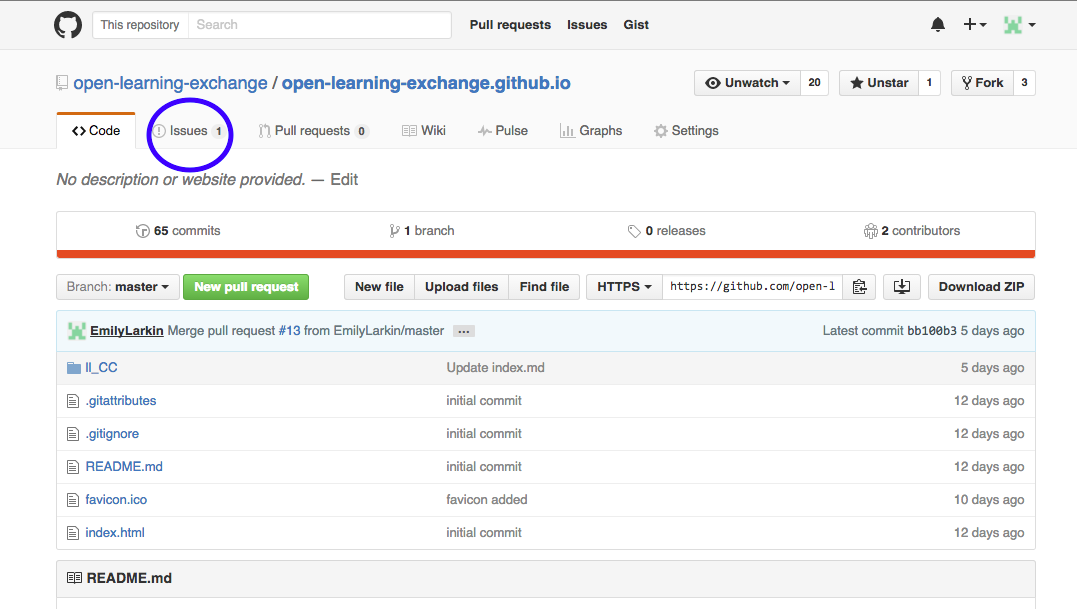 This repository Search Pull requests Issues Gist
open-learning-exchange / open-learning-exchange.github.io Unwatch 20 Unstar 1 Fork 3
Code Issues 1 Pull requests 0 Wiki Pulse Graphs Settings
No description or website provided. — Edit
65 commits 1 branch 0 releases 2 contributors
Branch: master New pull request New file Upload files Find file HTTPS https://github.com/open-l Download ZIP
EmilyLarkin Merge pull request #13 from EmilyLarkin/master ... Latest commit bb100b3 5 days ago
ll_CC Update index.md 5 days ago
.gitattributes initial commit 12 days ago
.gitignore initial commit 12 days ago
README.md initial commit 12 days ago
favicon.ico favicon added 10 days ago
index.html initial commit 12 days ago
README.md